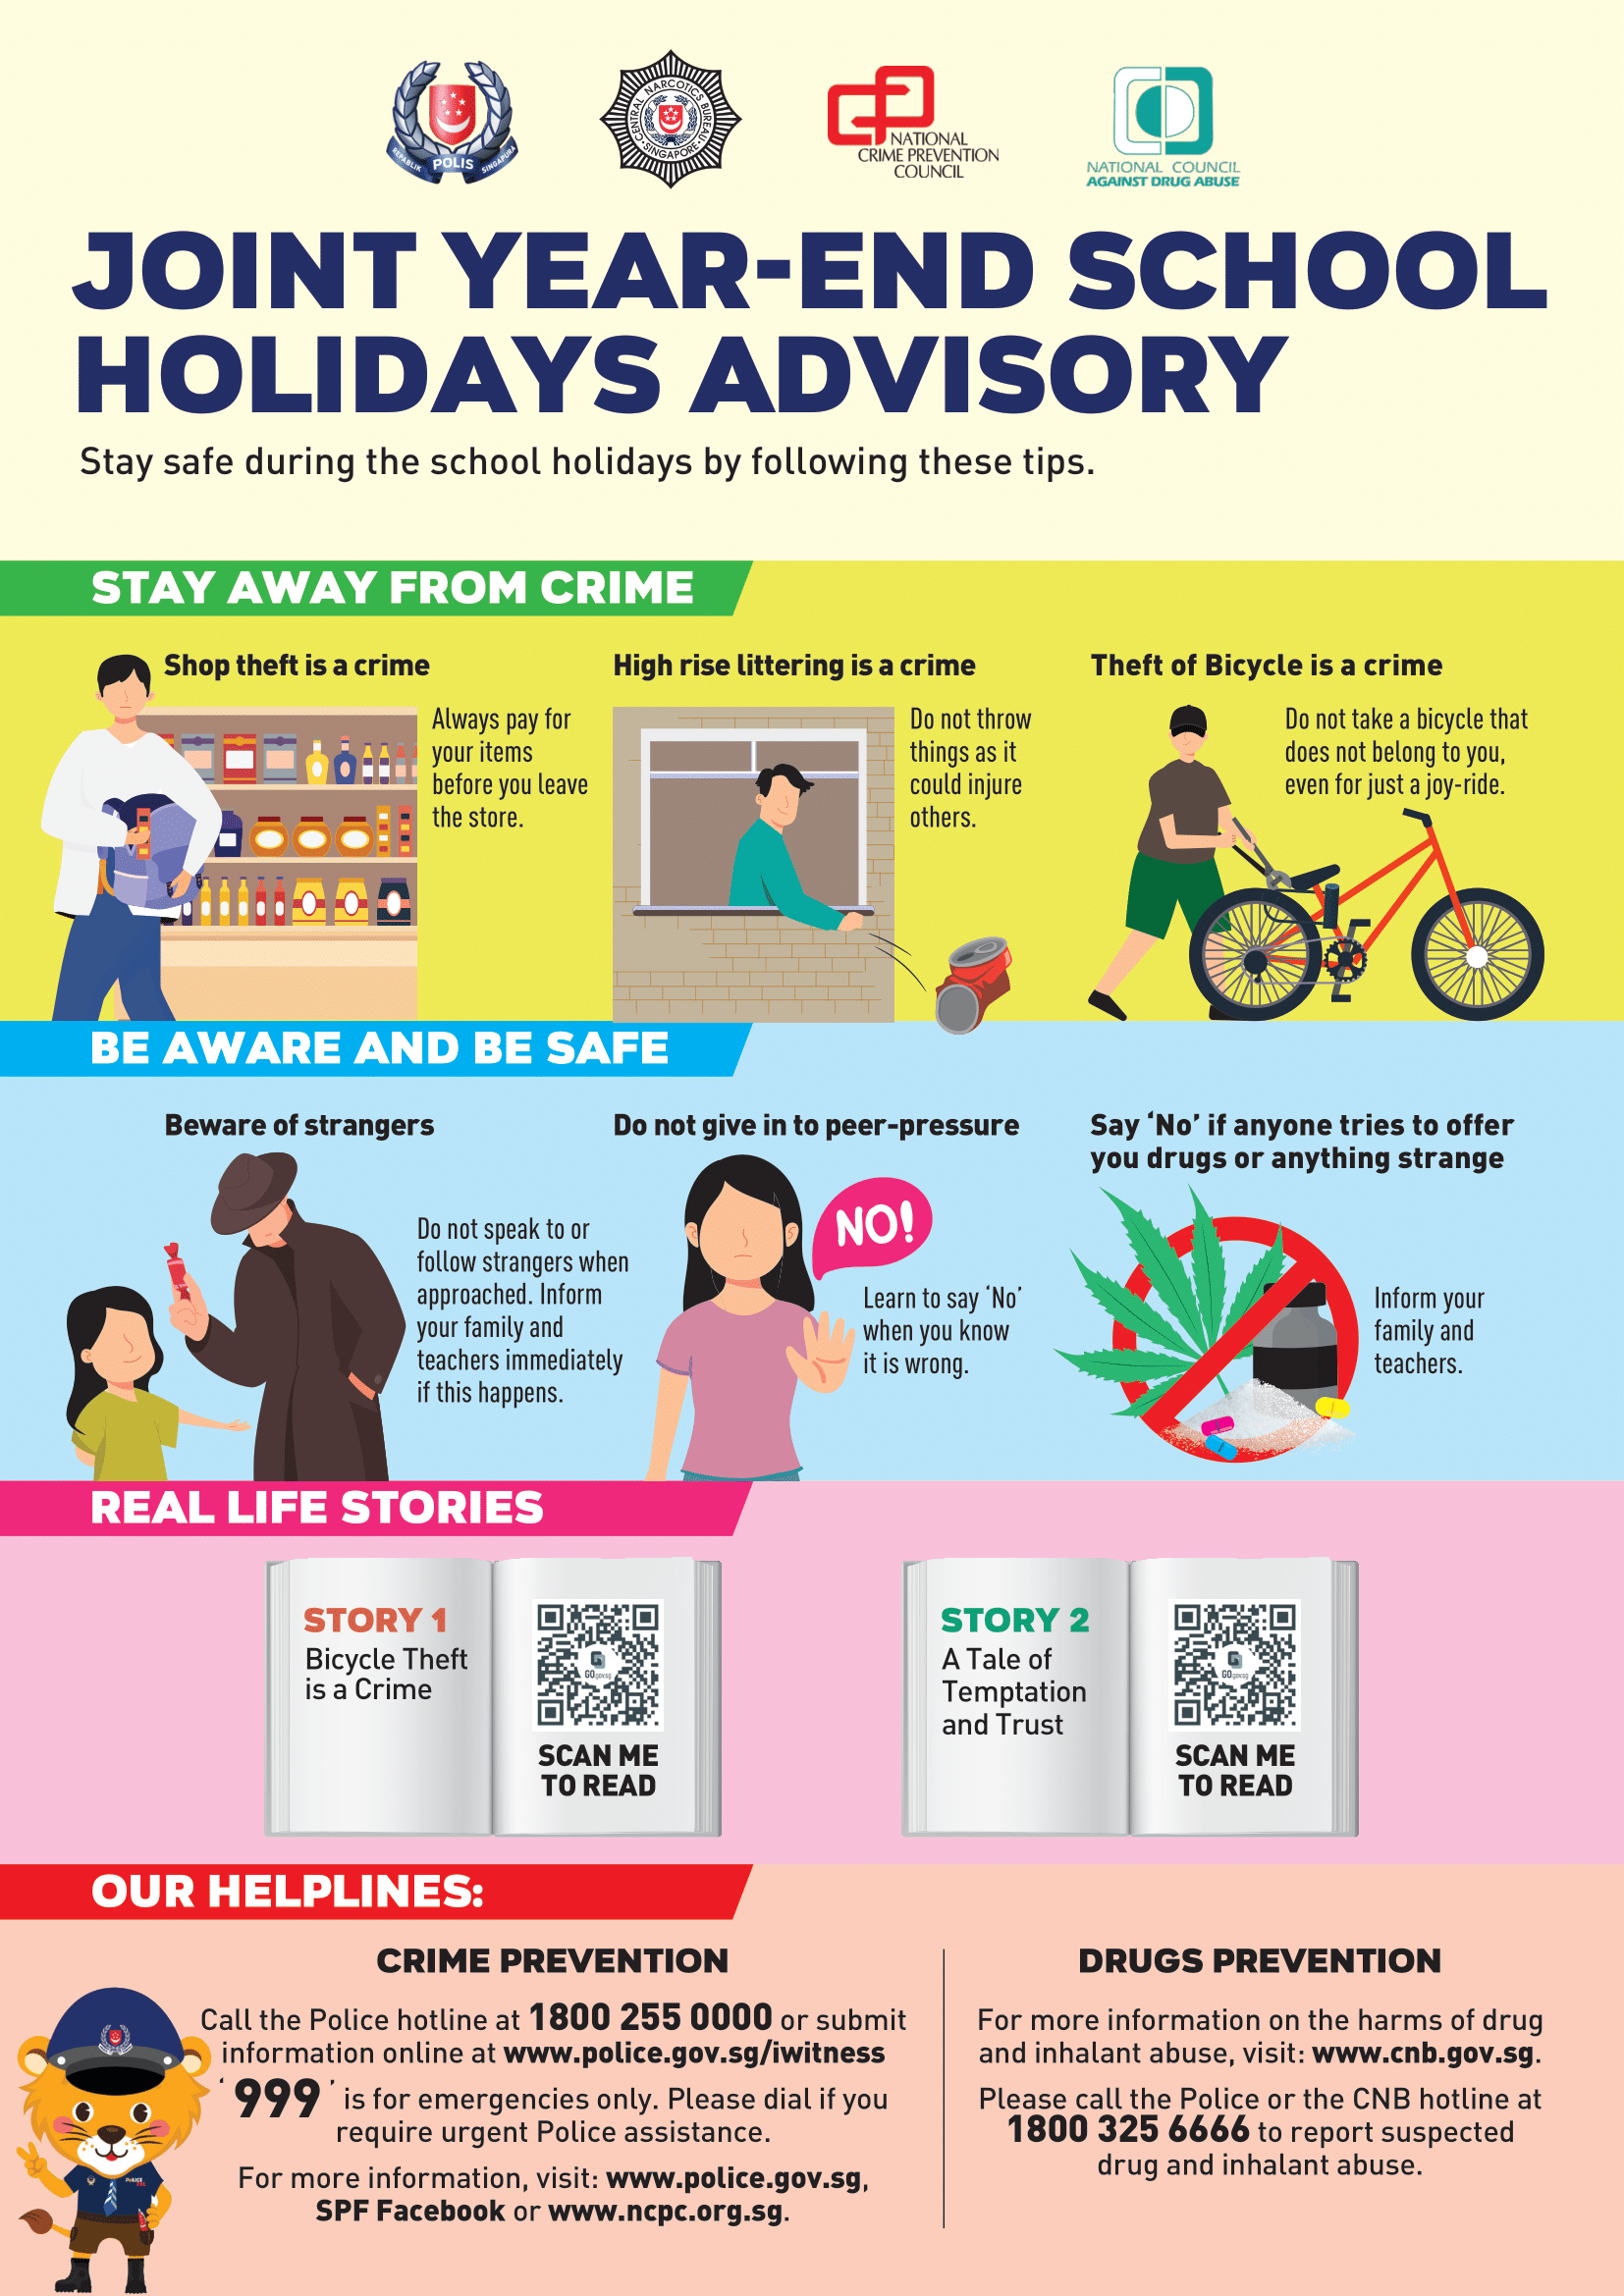 REPABLIK POLIS SINGAPURA
CENTRAL NARCOTICS BUREAU
SINGAPORE
NATIONAL
CRIME PREVENTION
COUNCIL
NATIONAL COUNCIL
AGAINST DRUG ABUSE
JOINT YEAR-END SCHOOL
HOLIDAYS ADVISORY
Stay safe during the school holidays by following these tips.
STAY AWAY FROM CRIME
Shop theft is a crime
Always pay for
your items
before you leave
the store.
High rise littering is a crime
Do not throw
things as it
could injure
others.
Theft of Bicycle is a crime
Do not take a bicycle that
does not belong to you,
even for just a joy-ride.
BE AWARE AND BE SAFE
Beware of strangers
Do not speak to or
follow strangers when
approached. Inform
your family and
teachers immediately
if this happens.
Do not give in to peer-pressure
NO!
Learn to say ‘No’
when you know
it is wrong.
Say ‘No’ if anyone tries to offer
you drugs or anything strange
Inform your
family and
teachers.
REAL LIFE STORIES
STORY 1
Bicycle Theft
is a Crime
GOgov.sg
SCAN ME
TO READ
STORY 2
A Tale of
Temptation
and Trust
GOgov.sg
SCAN ME
TO READ
OUR HELPLINES:
CRIME PREVENTION
Call the Police hotline at 1800 255 0000 or submit
information online at www.police.gov.sg/iwitness
‘999’ is for emergencies only. Please dial if you
require urgent Police assistance.
For more information, visit: www.police.gov.sg,
SPF Facebook or www.ncpc.org.sg.
DRUGS PREVENTION
For more information on the harms of drug
and inhalant abuse, visit: www.cnb.gov.sg.
Please call the Police or the CNB hotline at
1800 325 6666 to report suspected
drug and inhalant abuse.